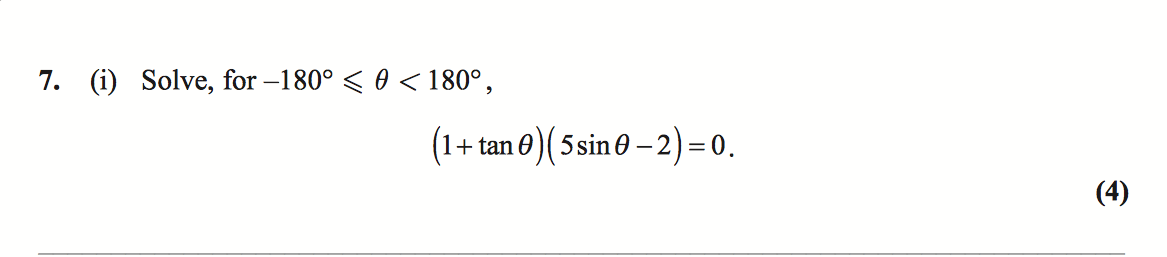 7. (i) Solve, for –180° ⩽ θ < 180°,
(1 + tan θ)(5 sin θ – 2) = 0.
(4)